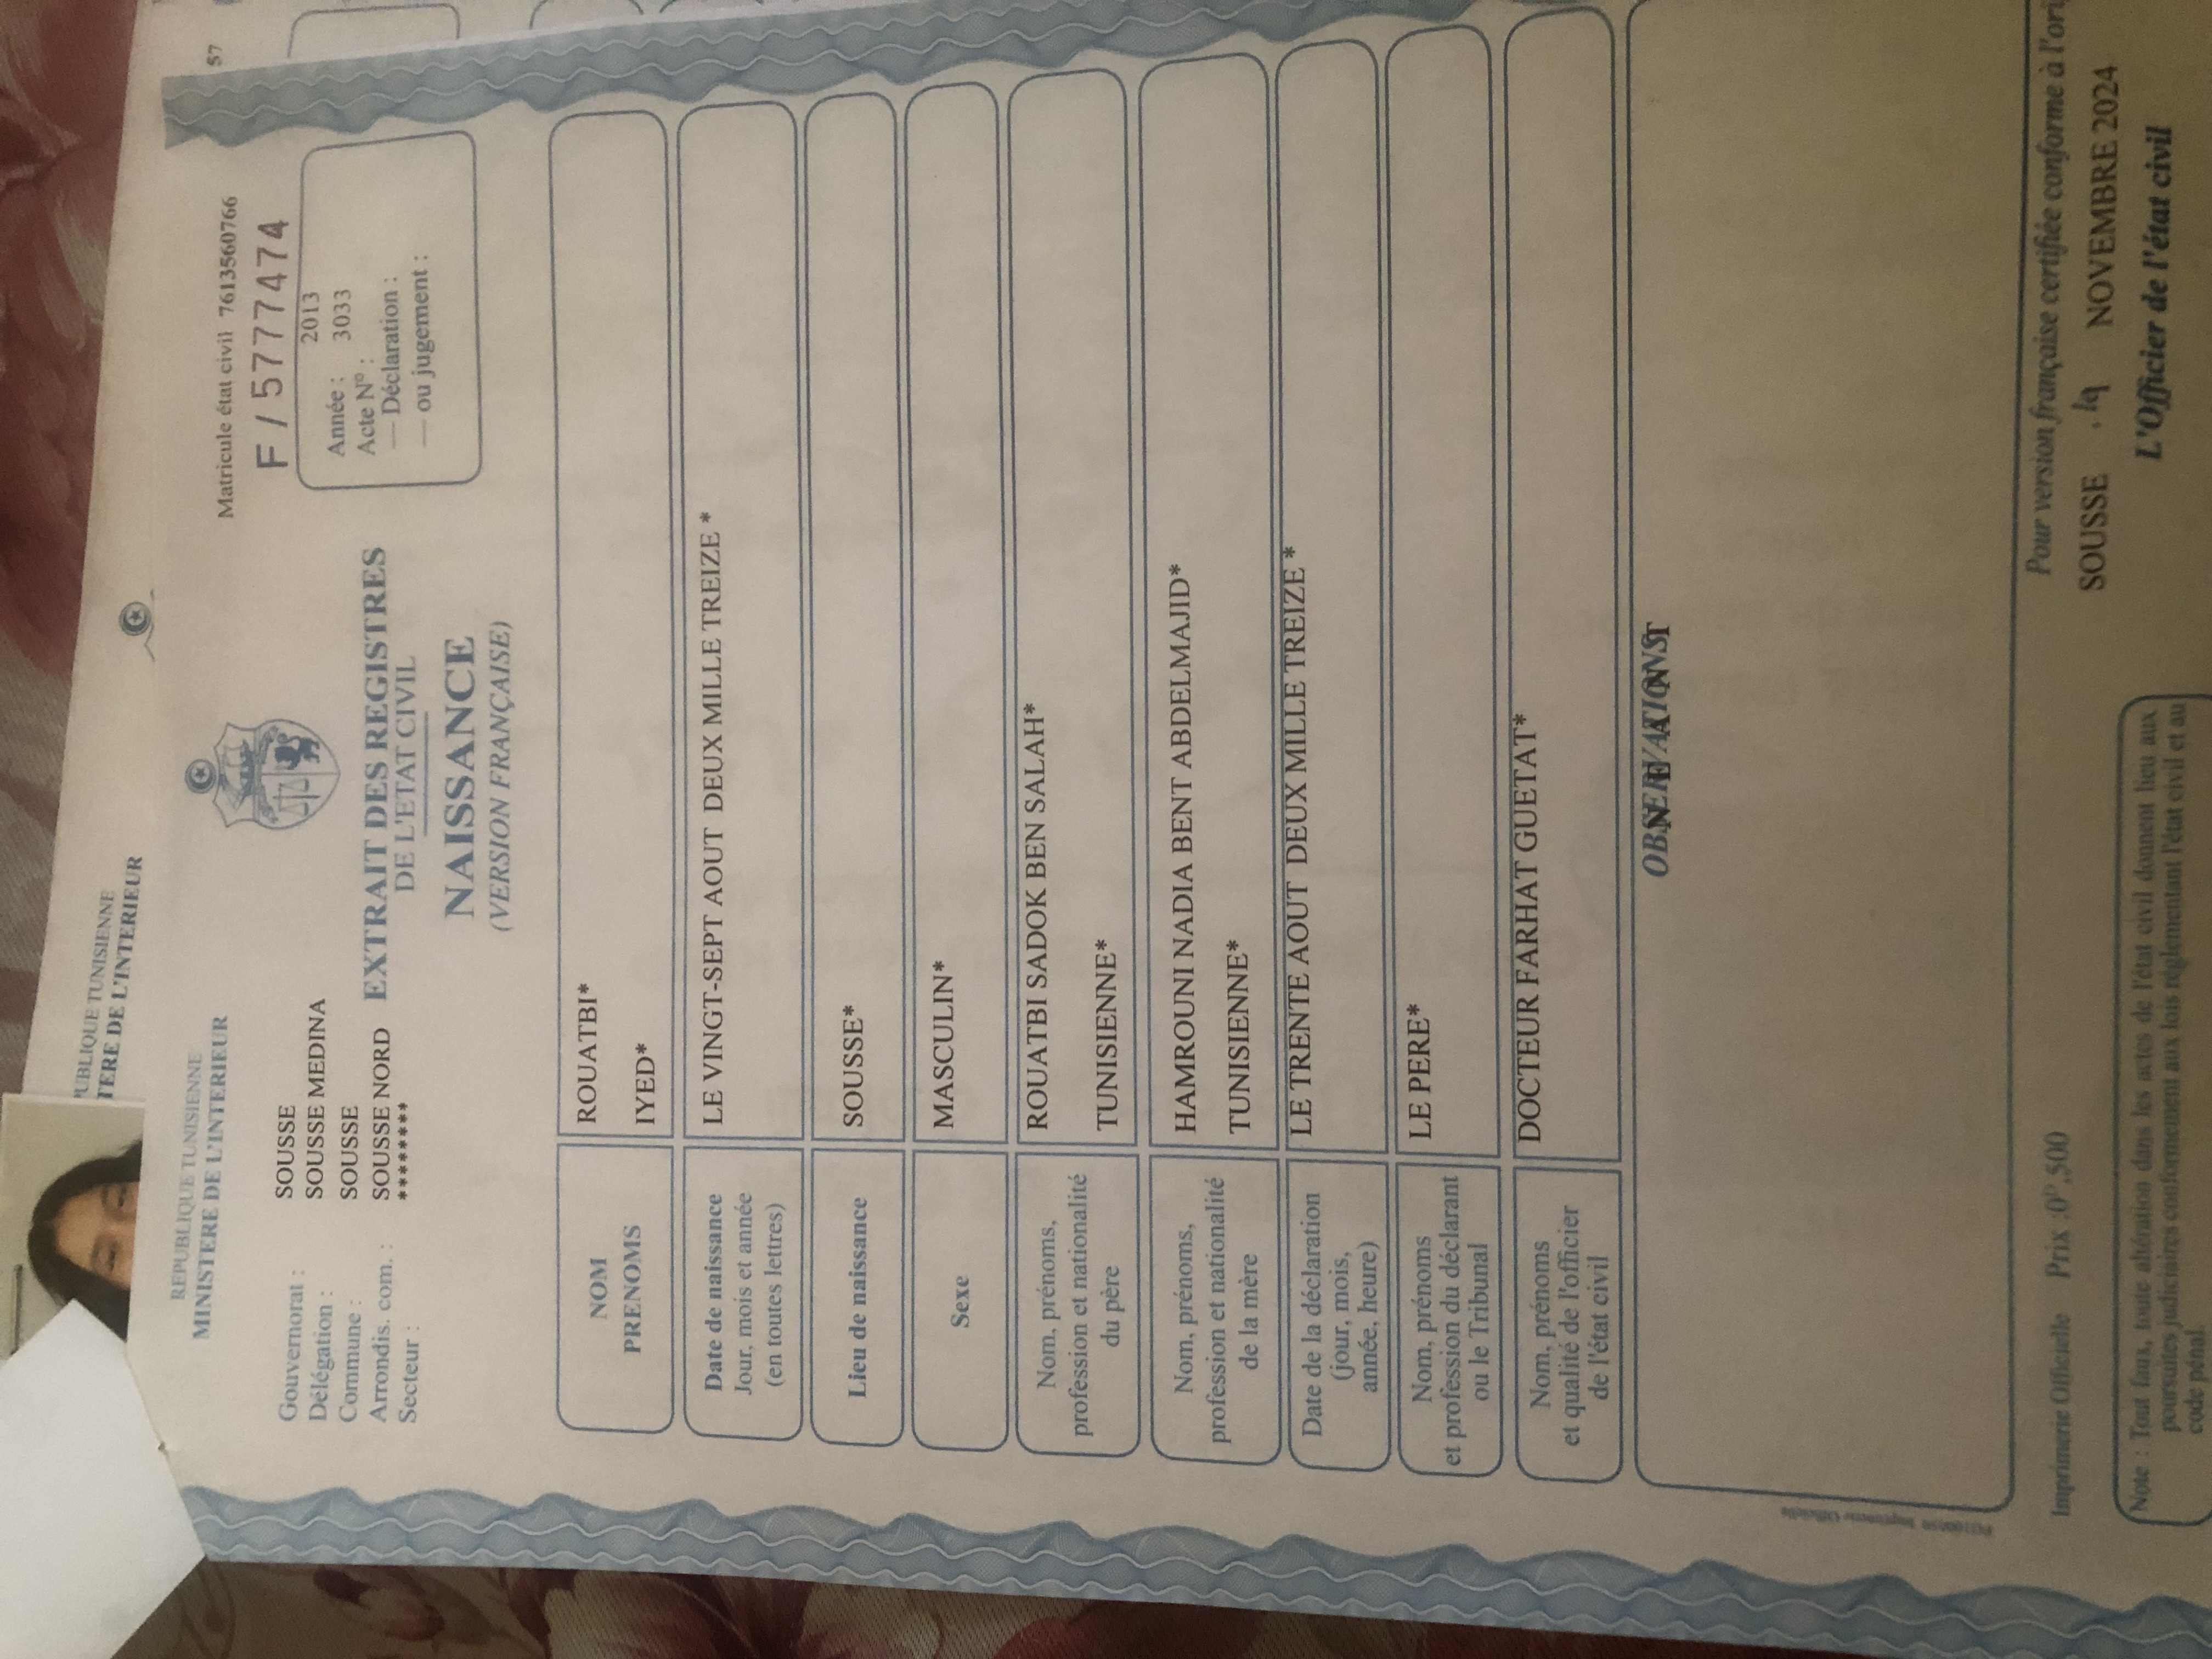 REPUBLIQUE TUNISIENNE
MINISTERE DE L'INTERIEUR
Gouvernorat : SOUSSE
Délégation : SOUSSE MEDINA
Commune : SOUSSE
Arrondis. com. : SOUSSE NORD
Secteur : ********
EXTRAIT DES REGISTRES
DE L'ETAT CIVIL
NAISSANCE
(VERSION FRANÇAISE)
Matricule état civil 7613560766
F / 5777474
Année : 2013
Acte N° : 3033
— Déclaration :
— ou jugement :
NOM
PRENOMS
ROUATBI*
IYED*
Date de naissance
Jour, mois et année
(en toutes lettres)
LE VINGT-SEPT AOUT DEUX MILLE TREIZE *
Lieu de naissance
SOUSSE*
Sexe
MASCULIN*
Nom, prénoms,
profession et nationalité
du père
ROUATBI SADOK BEN SALAH*
TUNISIENNE*
Nom, prénoms,
profession et nationalité
de la mère
HAMROUNI NADIA BENT ABDELMAJID*
TUNISIENNE*
Date de la déclaration
(jour, mois,
année, heure)
LE TRENTE AOUT DEUX MILLE TREIZE *
Nom, prénoms
et profession du déclarant
ou le Tribunal
LE PERE*
Nom, prénoms
et qualité de l'officier
de l'état civil
DOCTEUR FARHAT GUETAT*
OBSERVATIONS
N E A N T
Pour version française certifiée conforme à l'ori
SOUSSE , NOVEMBRE 2024
L'Officier de l'état civil
Imprimerie Officielle Prix : 0ᴰ,500
Note : Tout faux, toute altération dans les actes de l'état civil donnent lieu aux
poursuites judiciaires conformément aux lois réglementant l'état civil et au
code pénal.
UBLIQUE TUNISIENNE
TERE DE L'INTERIEUR
57